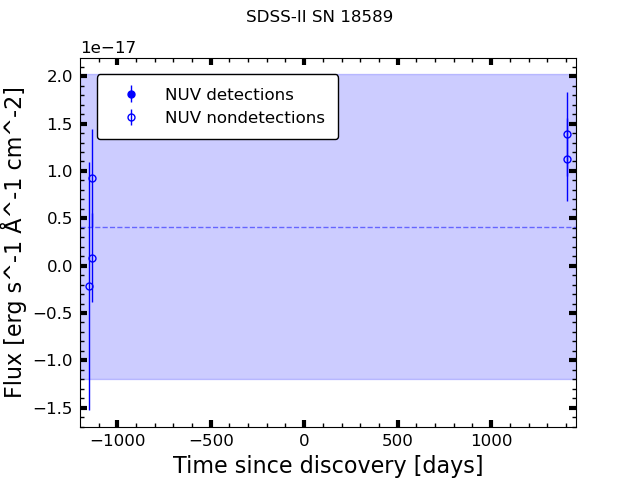 SDSS-II SN 18589
1e−17
NUV detections
NUV nondetections
2.0
1.5
1.0
0.5
0.0
−0.5
−1.0
−1.5
Flux [erg s^-1 Å^-1 cm^-2]
−1000
−500
0
500
1000
Time since discovery [days]